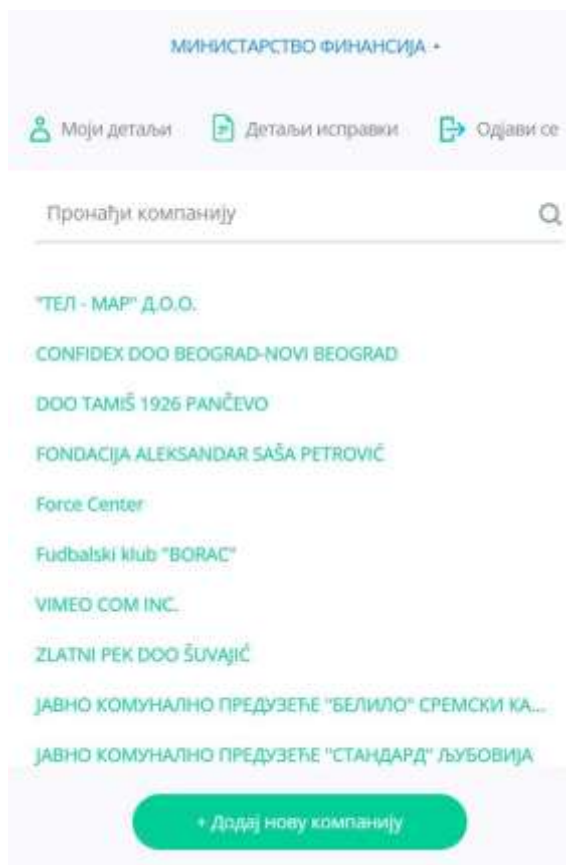 МИНИСТАРСТВО ФИНАНСИЈА
Моји детаљи Детаљи исправки Одјави се
Пронађи компанију
"ТЕЛ - МАР" Д.О.О.
CONFIDEX DOO BEOGRAD-NOVI BEOGRAD
DOO TAMIŠ 1926 PANČEVO
FONDACIJA ALEKSANDAR SAŠA PETROVIĆ
Force Center
Fudbalski klub "BORAC"
VIMEO COM INC.
ZLATNI PEK DOO ŠUVAJIĆ
ЈАВНО КОМУНАЛНО ПРЕДУЗЕЋЕ "БЕЛИЛО" СРЕМСКИ КА...
ЈАВНО КОМУНАЛНО ПРЕДУЗЕЋЕ "СТАНДАРД" ЉУБОВИЈА
+ Додај нову компанију